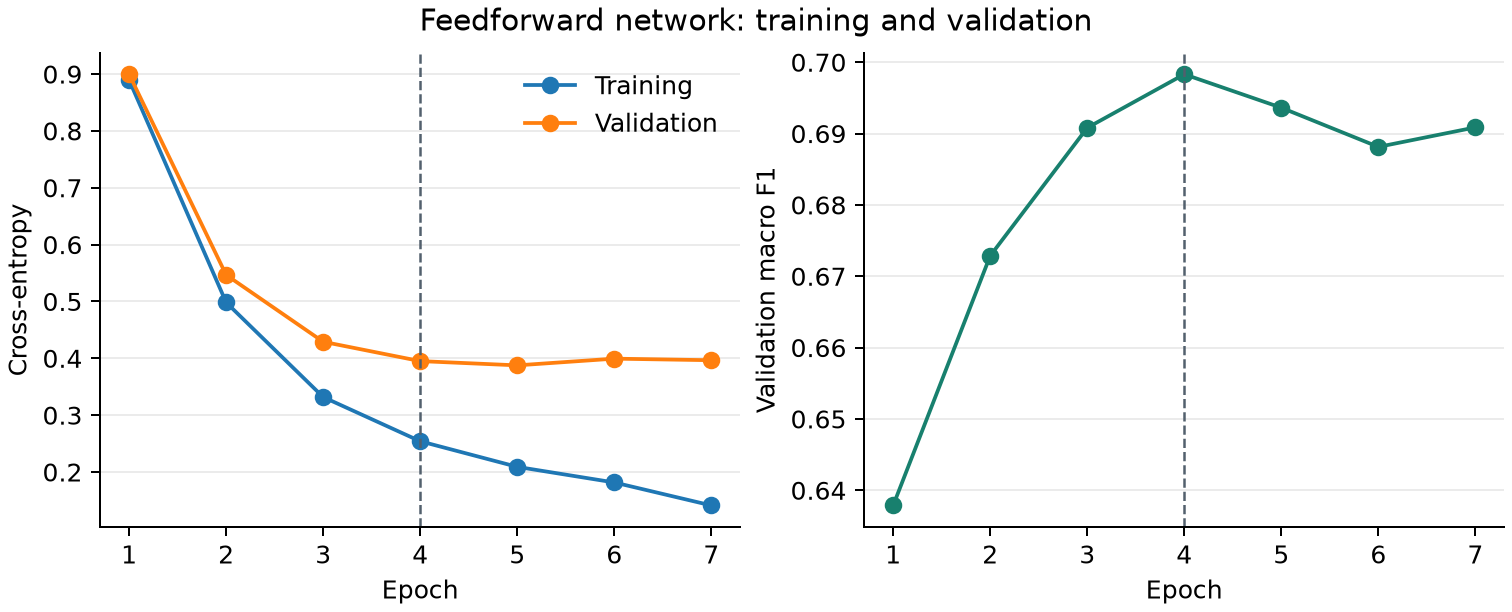 Feedforward network: training and validation
Cross-entropy
0.9
0.8
0.7
0.6
0.5
0.4
0.3
0.2
Training
Validation
1 2 3 4 5 6 7
Epoch
Validation macro F1
0.70
0.69
0.68
0.67
0.66
0.65
0.64
1 2 3 4 5 6 7
Epoch